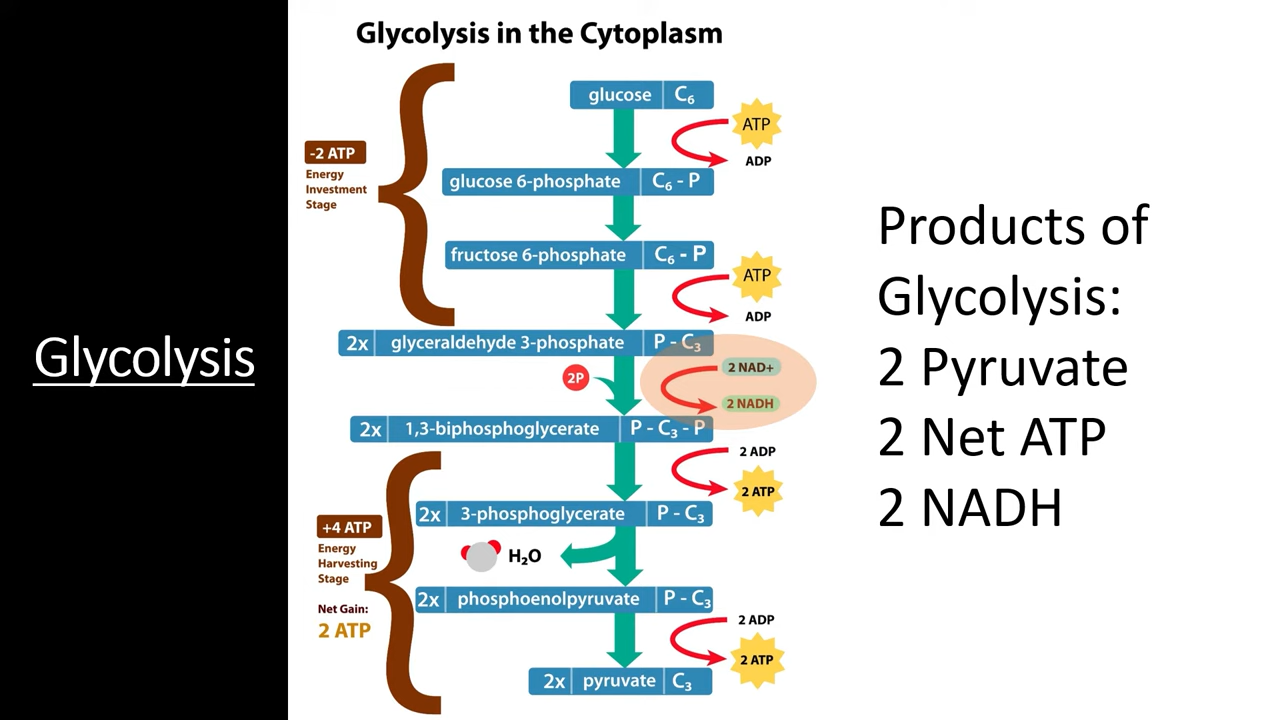 Glycolysis in the Cytoplasm
Glycolysis
-2 ATP
Energy
Investment
Stage
glucose C₆
ATP
ADP
glucose 6-phosphate C₆ - P
fructose 6-phosphate C₆ - P
ATP
ADP
2x glyceraldehyde 3-phosphate P - C₃
2P
2 NAD+
2 NADH
2x 1,3-biphosphoglycerate P - C₃ - P
2 ADP
2 ATP
+4 ATP
Energy
Harvesting
Stage
Net Gain:
2 ATP
2x 3-phosphoglycerate P - C₃
H₂O
2x phosphoenolpyruvate P - C₃
2 ADP
2 ATP
2x pyruvate C₃
Products of
Glycolysis:
2 Pyruvate
2 Net ATP
2 NADH